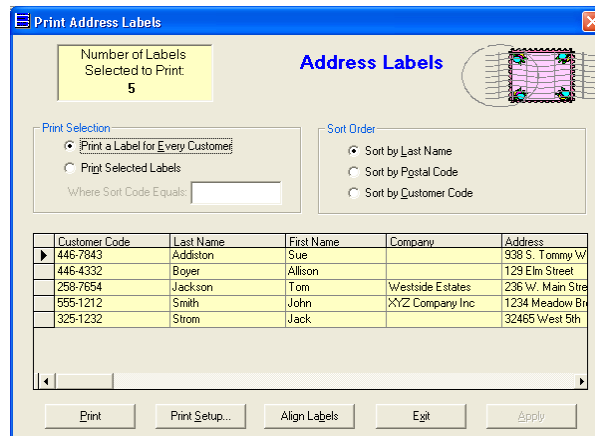 Print Address Labels
Number of Labels
Selected to Print:
5
Address Labels
Print Selection
Print a Label for Every Customer
Print Selected Labels
Where Sort Code Equals:
Sort Order
Sort by Last Name
Sort by Postal Code
Sort by Customer Code
Customer Code Last Name First Name Company Address
446-7843 Addiston Sue 938 S. Tommy W
446-4332 Boyer Allison 129 Elm Street
258-7654 Jackson Tom Westside Estates 236 W. Main Stre
555-1212 Smith John XYZ Company Inc 1234 Meadow Br
325-1232 Strom Jack 32465 West 5th
Print Print Setup... Align Labels Exit Apply